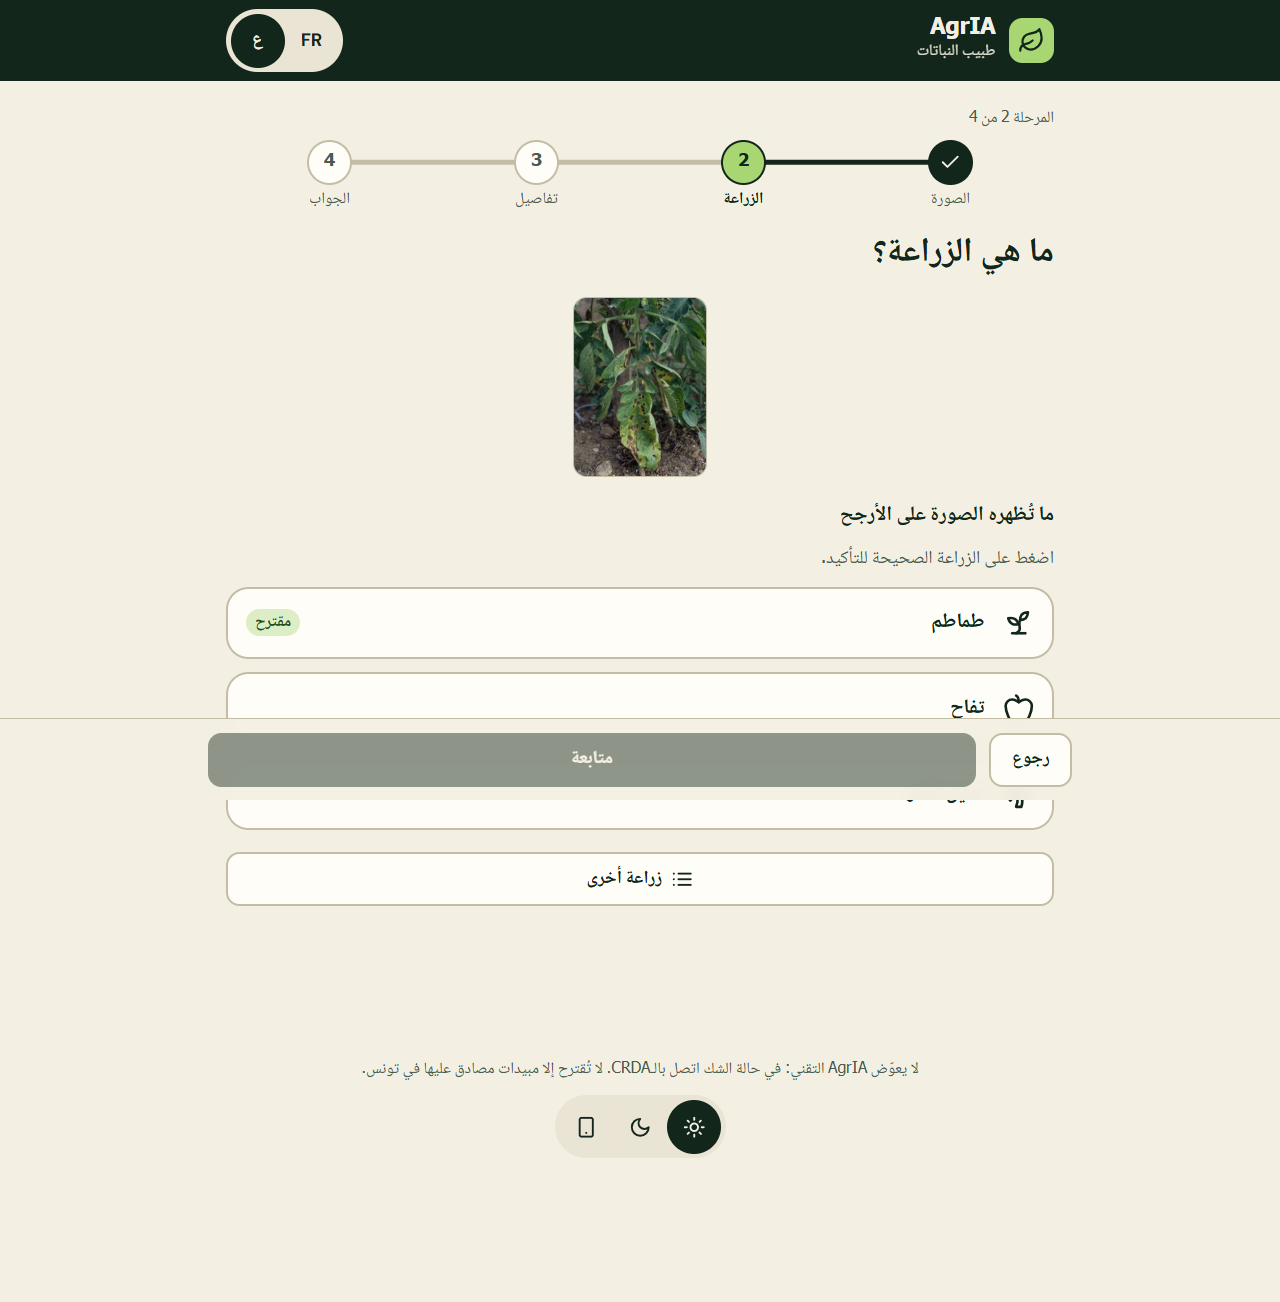 AgrIA
طبيب النباتات
FR
ع
المرحلة 2 من 4
2
3
4
الصورة
الزراعة
تفاصيل
الجواب
ما هي الزراعة؟
ما تُظهره الصورة على الأرجح
اضغط على الزراعة الصحيحة للتأكيد.
طماطم
مقترح
تفاح
رجوع
متابعة
زراعة أخرى
لا يعوّض AgrIA التقني: في حالة الشك اتصل بالـCRDA. لا تُقترح إلا مبيدات مصادق عليها في تونس.